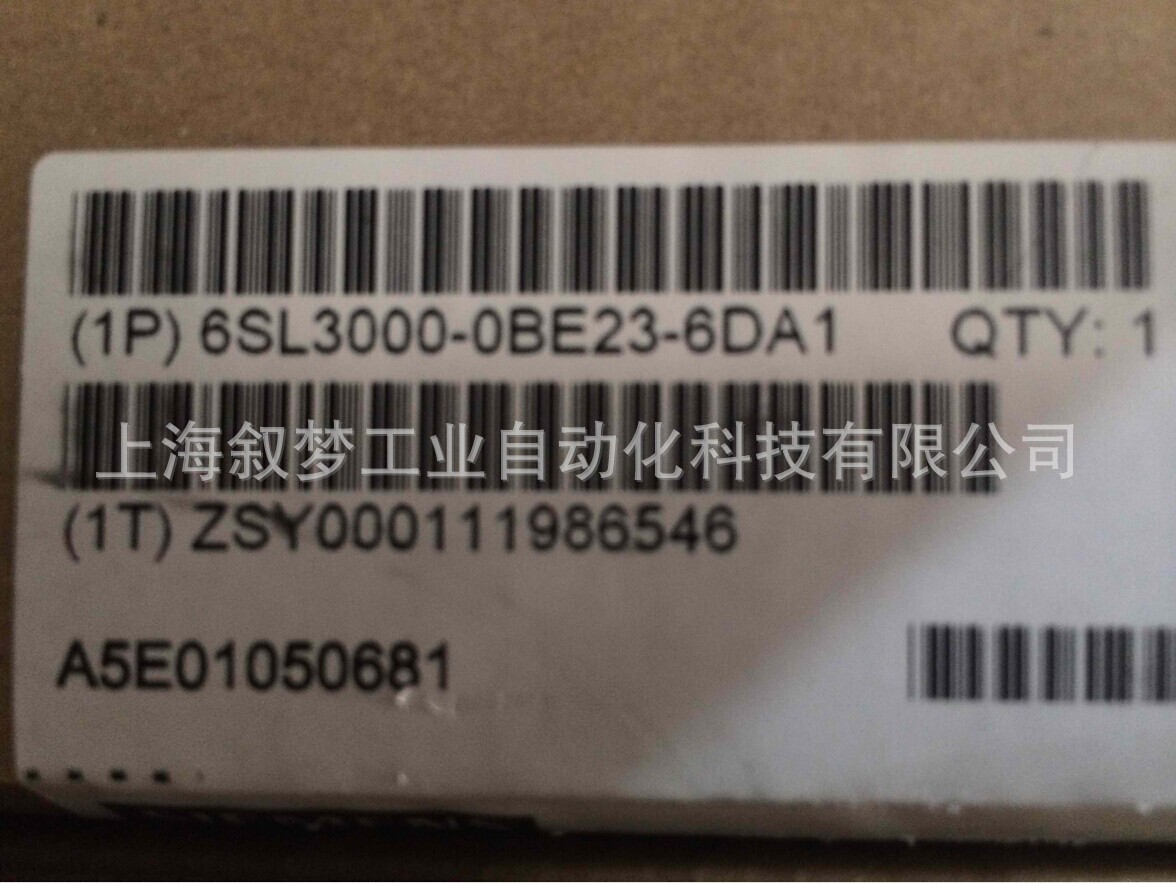 (1P) 6SL3000-0BE23-6DA1 QTY: 1
上海叙梦工业自动化科技有限公司
(1T) ZSY000111986546
A5E01050681